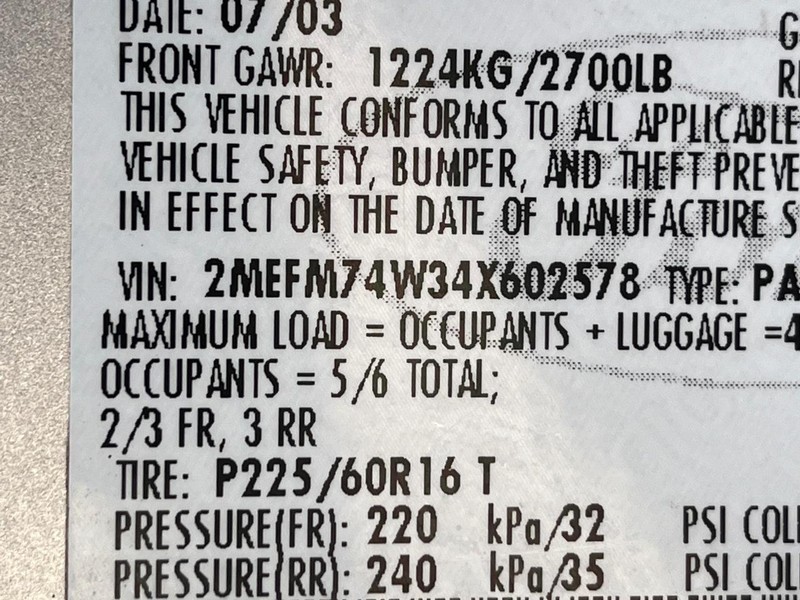 DATE: 07/03
FRONT GAWR: 1224KG/2700LB
THIS VEHICLE CONFORMS TO ALL APPLICABLE
VEHICLE SAFETY, BUMPER, AND THEFT PREVE
IN EFFECT ON THE DATE OF MANUFACTURE S
VIN: 2MEFM74W34X602578 TYPE: PA
MAXIMUM LOAD = OCCUPANTS + LUGGAGE =4
OCCUPANTS = 5/6 TOTAL;
2/3 FR, 3 RR
TIRE: P225/60R16 T
PRESSURE(FR): 220 kPa/32 PSI COL
PRESSURE(RR): 240 kPa/35 PSI COL